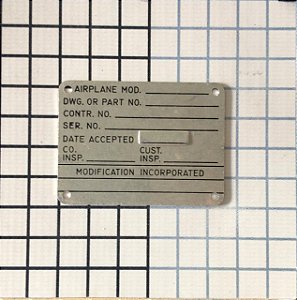 AIRPLANE MOD.
DWG. OR PART NO.
CONTR. NO.
SER. NO.
DATE ACCEPTED
CO. CUST.
INSP. INSP.
MODIFICATION INCORPORATED